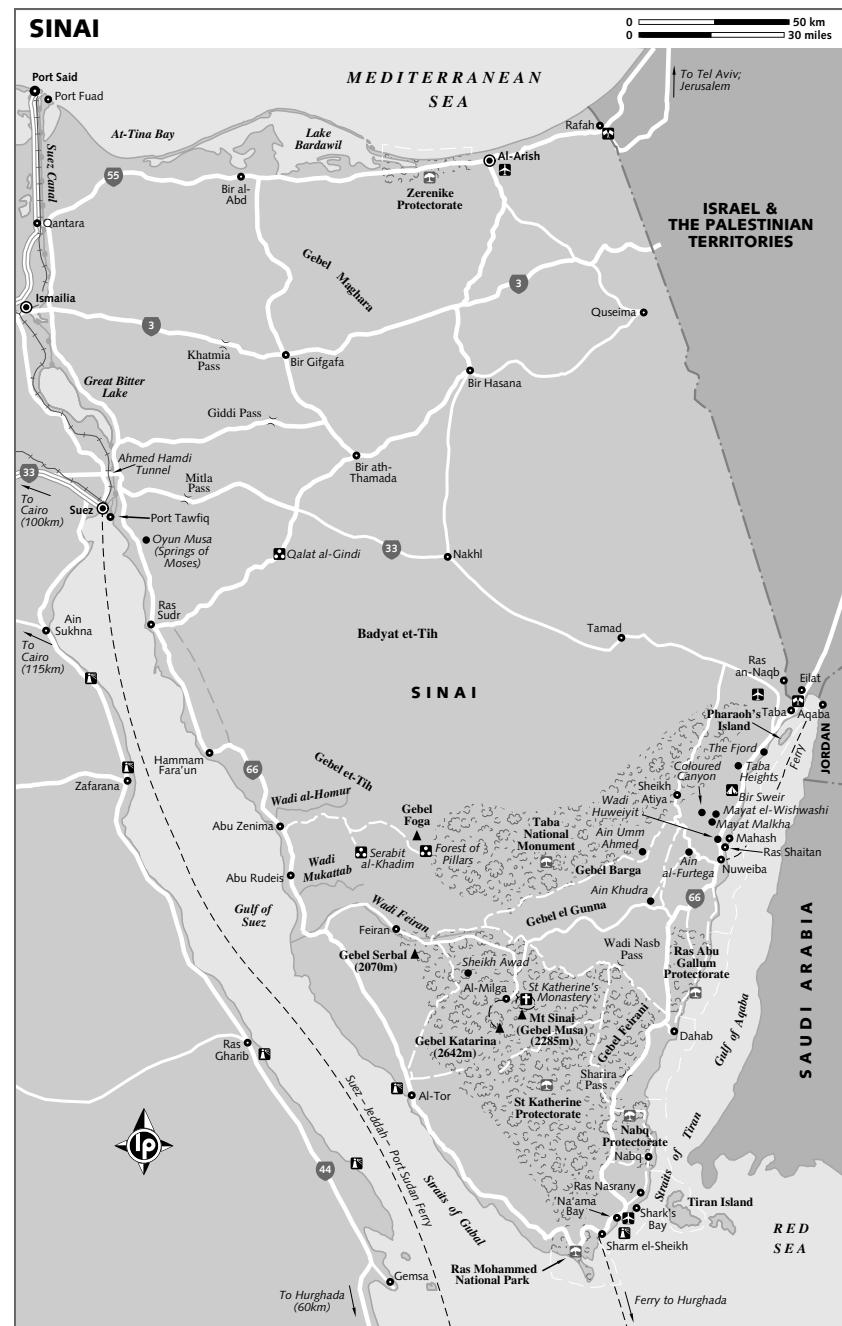 SINAI
0 50 km
0 30 miles
Port Said
Port Fuad
MEDITERRANEAN
SEA
To Tel Aviv;
Jerusalem
Rafah
At-Tina Bay
Lake
Bardawil
Al-Arish
Suez Canal
55
Bir al-
Abd
Zerenike
Protectorate
ISRAEL &
THE PALESTINIAN
TERRITORIES
Qantara
Gebel Maghara
3
Ismailia
3
Quseima
Khatmia
Pass
Bir Gifgafa
Great Bitter
Lake
Bir Hasana
Giddi Pass
Ahmed Hamdi
Tunnel
Bir ath-
Thamada
33
Mitla
Pass
To
Cairo
(100km)
Suez
Port Tawfiq
Oyun Musa
(Springs of
Moses)
Qalat al-Gindi
33
Nakhl
Ras
Sudr
Ain
Sukhna
To
Cairo
(115km)
Badyat et-Tih
Tamad
SINAI
Ras
an-Naqb
Eilat
Taba
Aqaba
Pharaoh's
Island
JORDAN
The Fjord
Ferry
Hammam
Fara'un
66
Gebel et-Tih
Coloured
Canyon
Taba
Heights
Zafarana
Wadi al-Homur
Sheikh
Atiya
Bir Sweir
Gebel
Foga
Wadi
Huweiyit
Mayat el-Wishwashi
Mayat Malkha
Abu Zenima
Taba
National
Monument
Mahash
Ras Shaitan
Wadi
Mukattab
Serabit
al-Khadim
Forest of
Pillars
Ain Umm
Ahmed
Ain
al-Furtega
Nuweiba
Gebel Barga
Abu Rudeis
Ain Khudra
66
Gulf of
Suez
Wadi Feiran
Gebel el Gunna
Feiran
Wadi Nasb
Pass
Ras Abu
Gallum
Protectorate
Gebel Serbal
(2070m)
Sheikh Awad
Al-Milga
St Katherine's
Monastery
SAUDI ARABIA
Mt Sinai
(Gebel Musa)
(2285m)
Gebel Katarina
(2642m)
Gebel Feirani
Dahab
Gulf of Aqaba
Ras
Gharib
Sharira
Pass
Al-Tor
St Katherine
Protectorate
Suez - Jeddah - Port Sudan Ferry
Nabq
Protectorate
Nabq
Straits of Tiran
lp
44
Ras Nasrany
Tiran Island
Straits of Gubal
Na'ama
Bay
Shark's
Bay
RED
SEA
Sharm el-Sheikh
Ras Mohammed
National Park
Gemsa
To Hurghada
(60km)
Ferry to Hurghada